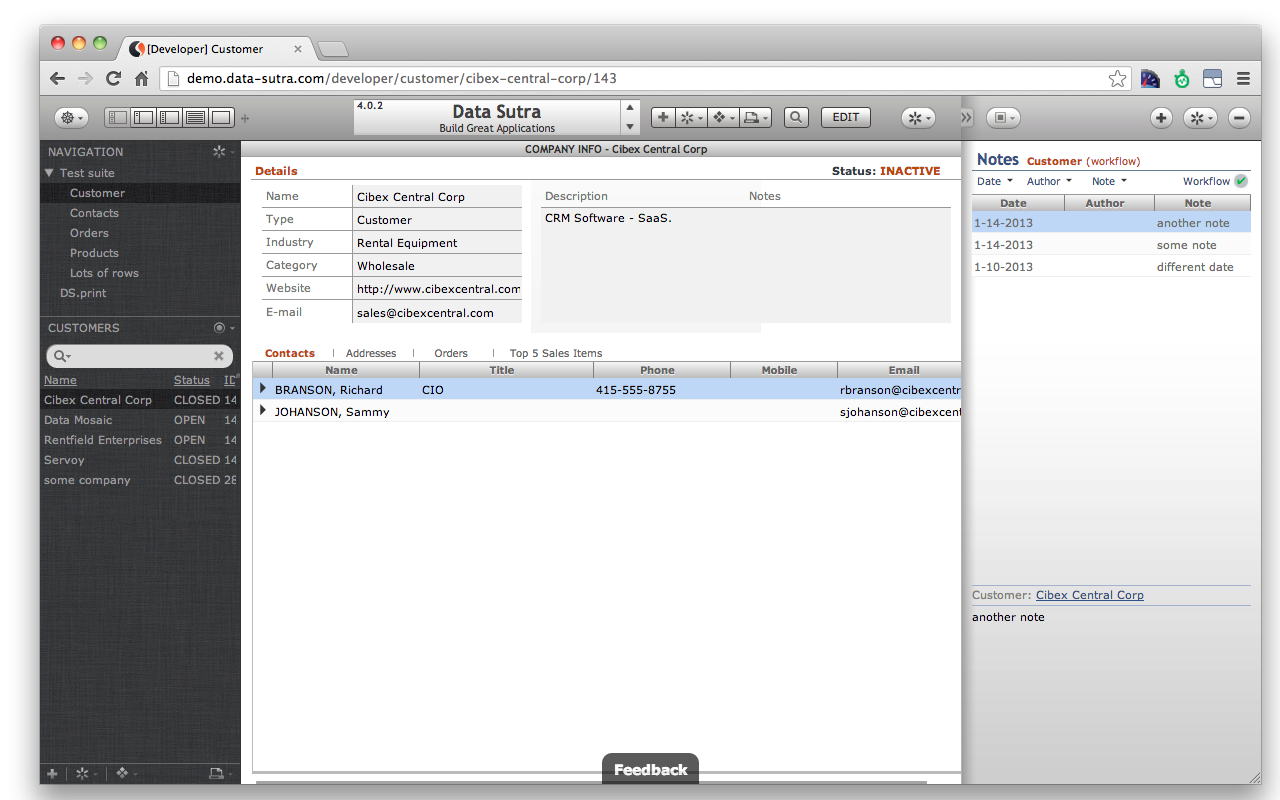 [Developer] Customer
demo.data-sutra.com/developer/customer/cibex-central-corp/143
4.0.2
Data Sutra
Build Great Applications
EDIT
NAVIGATION
Test suite
Customer
Contacts
Orders
Products
Lots of rows
DS.print
CUSTOMERS
Name Status ID
Cibex Central Corp CLOSED 14
Data Mosaic OPEN 14
Rentfield Enterprises OPEN 14
Servoy CLOSED 14
some company CLOSED 28
COMPANY INFO - Cibex Central Corp
Details Status: INACTIVE
Name Cibex Central Corp
Type Customer
Industry Rental Equipment
Category Wholesale
Website http://www.cibexcentral.com
E-mail sales@cibexcentral.com
Description Notes
CRM Software - SaaS.
Contacts Addresses Orders Top 5 Sales Items
Name Title Phone Mobile Email
BRANSON, Richard CIO 415-555-8755 rbranson@cibexcentr
JOHANSON, Sammy sjohanson@cibexcent
Feedback
Notes Customer (workflow)
Date Author Note Workflow
Date Author Note
1-14-2013 another note
1-14-2013 some note
1-10-2013 different date
Customer: Cibex Central Corp
another note